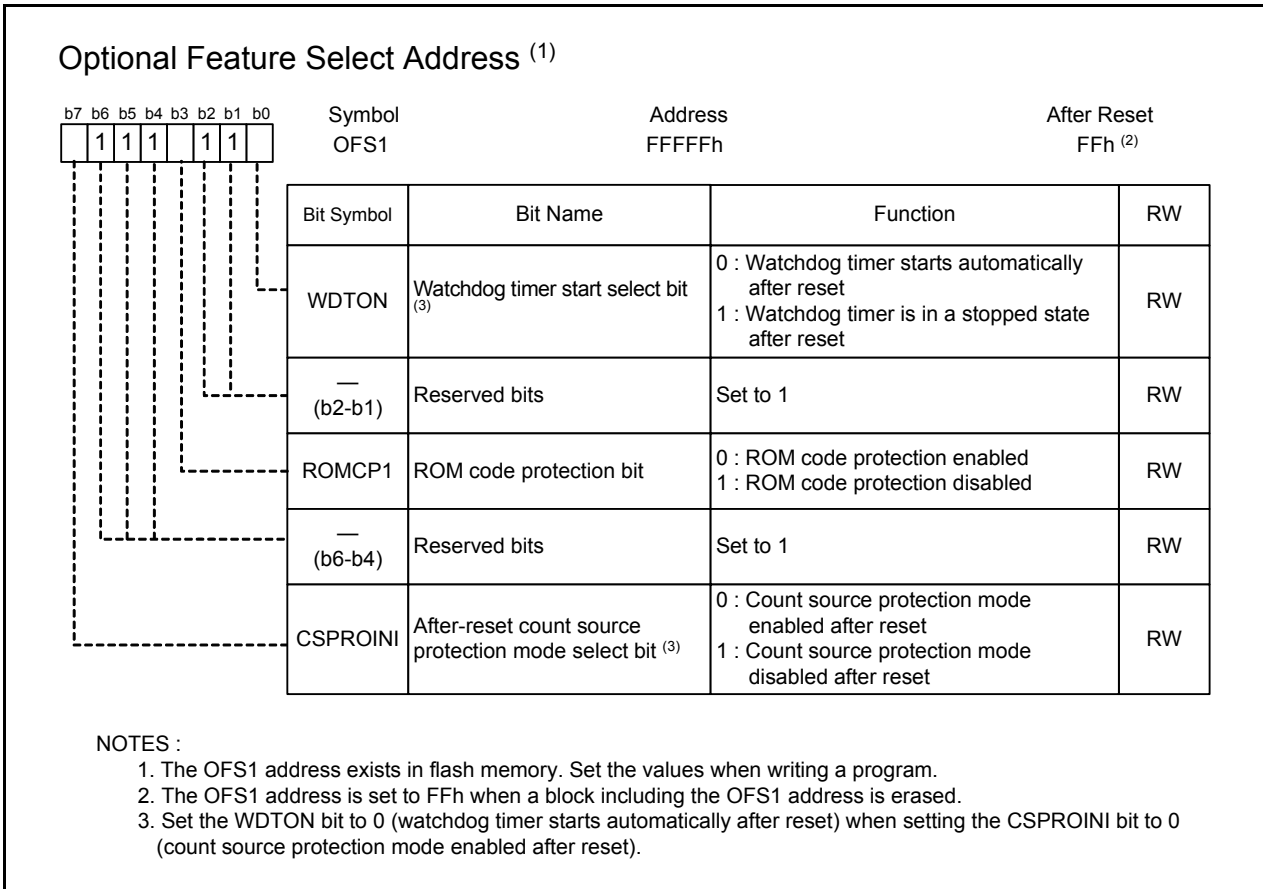 Optional Feature Select Address (1)
b7 b6 b5 b4 b3 b2 b1 b0 Symbol Address After Reset
1 1 1 1 1 OFS1 FFFFFh FFh (2)
Bit Symbol Bit Name Function RW
WDTON Watchdog timer start select bit (3) 0 : Watchdog timer starts automatically
after reset
1 : Watchdog timer is in a stopped state
after reset RW
—
(b2-b1) Reserved bits Set to 1 RW
ROMCP1 ROM code protection bit 0 : ROM code protection enabled
1 : ROM code protection disabled RW
—
(b6-b4) Reserved bits Set to 1 RW
CSPROINI After-reset count source
protection mode select bit (3) 0 : Count source protection mode
enabled after reset
1 : Count source protection mode
disabled after reset RW
NOTES :
1. The OFS1 address exists in flash memory. Set the values when writing a program.
2. The OFS1 address is set to FFh when a block including the OFS1 address is erased.
3. Set the WDTON bit to 0 (watchdog timer starts automatically after reset) when setting the CSPROINI bit to 0
(count source protection mode enabled after reset).